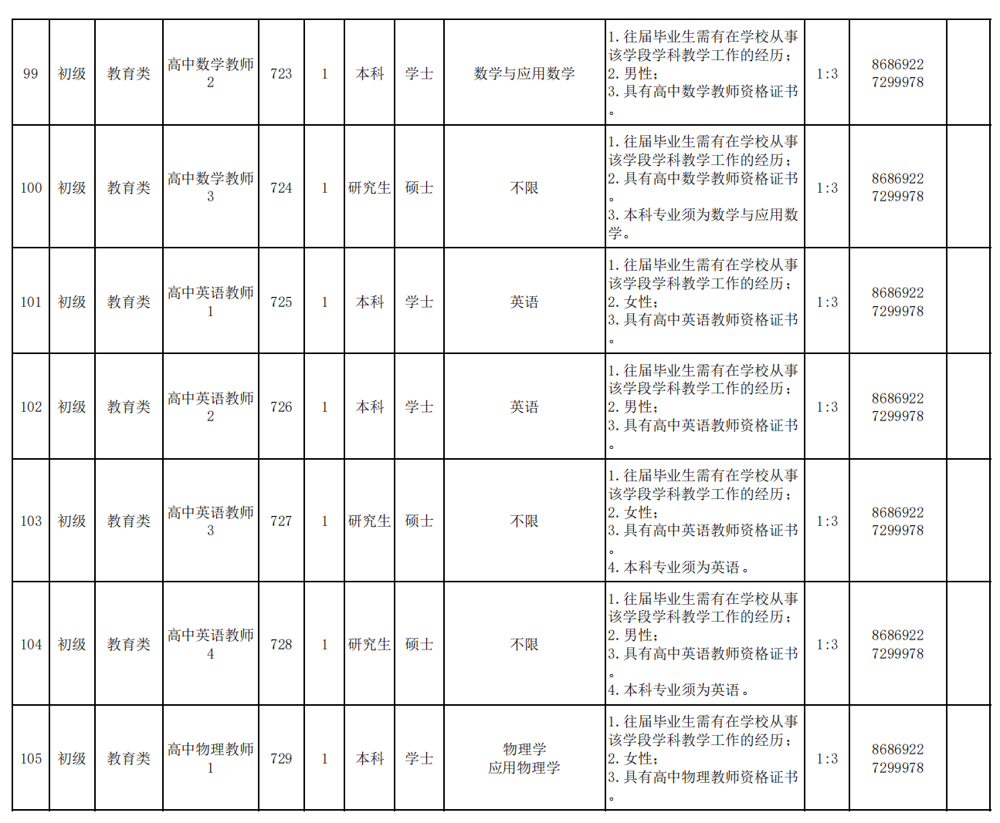 99 初级 教育类 高中数学教师2 723 1 本科 学士 数学与应用数学 1.往届毕业生需有在学校从事
该学段学科教学工作的经历；
2.男性；
3.具有高中数学教师资格证书
。
1:3 8686922
7299978
100 初级 教育类 高中数学教师3 724 1 研究生 硕士 不限 1.往届毕业生需有在学校从事
该学段学科教学工作的经历；
2.具有高中数学教师资格证书
。
3.本科专业须为数学与应用数
学。
1:3 8686922
7299978
101 初级 教育类 高中英语教师1 725 1 本科 学士 英语 1.往届毕业生需有在学校从事
该学段学科教学工作的经历；
2.女性；
3.具有高中英语教师资格证书
。
1:3 8686922
7299978
102 初级 教育类 高中英语教师2 726 1 本科 学士 英语 1.往届毕业生需有在学校从事
该学段学科教学工作的经历；
2.男性；
3.具有高中英语教师资格证书
。
1:3 8686922
7299978
103 初级 教育类 高中英语教师3 727 1 研究生 硕士 不限 1.往届毕业生需有在学校从事
该学段学科教学工作的经历；
2.女性；
3.具有高中英语教师资格证书
。
4.本科专业须为英语。
1:3 8686922
7299978
104 初级 教育类 高中英语教师4 728 1 研究生 硕士 不限 1.往届毕业生需有在学校从事
该学段学科教学工作的经历；
2.男性；
3.具有高中英语教师资格证书
。
4.本科专业须为英语。
1:3 8686922
7299978
105 初级 教育类 高中物理教师1 729 1 本科 学士 物理学
应用物理学
1.往届毕业生需有在学校从事
该学段学科教学工作的经历；
2.女性；
3.具有高中物理教师资格证书
。
1:3 8686922
7299978